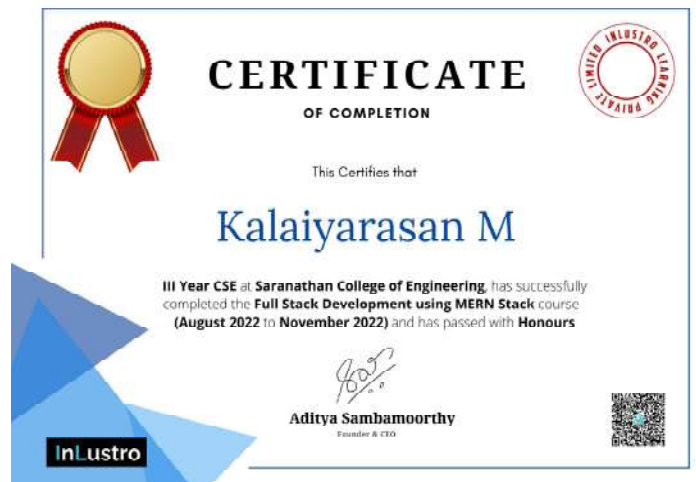 CERTIFICATE
OF COMPLETION
INLUSTRO LEARNING PRIVATE LIMITED
This Certifies that
Kalaiyarasan M
III Year CSE at Saranathan College of Engineering, has successfully
completed the Full Stack Development using MERN Stack course
(August 2022 to November 2022) and has passed with Honours
Aditya Sambamoorthy
Founder & CEO
InLustro